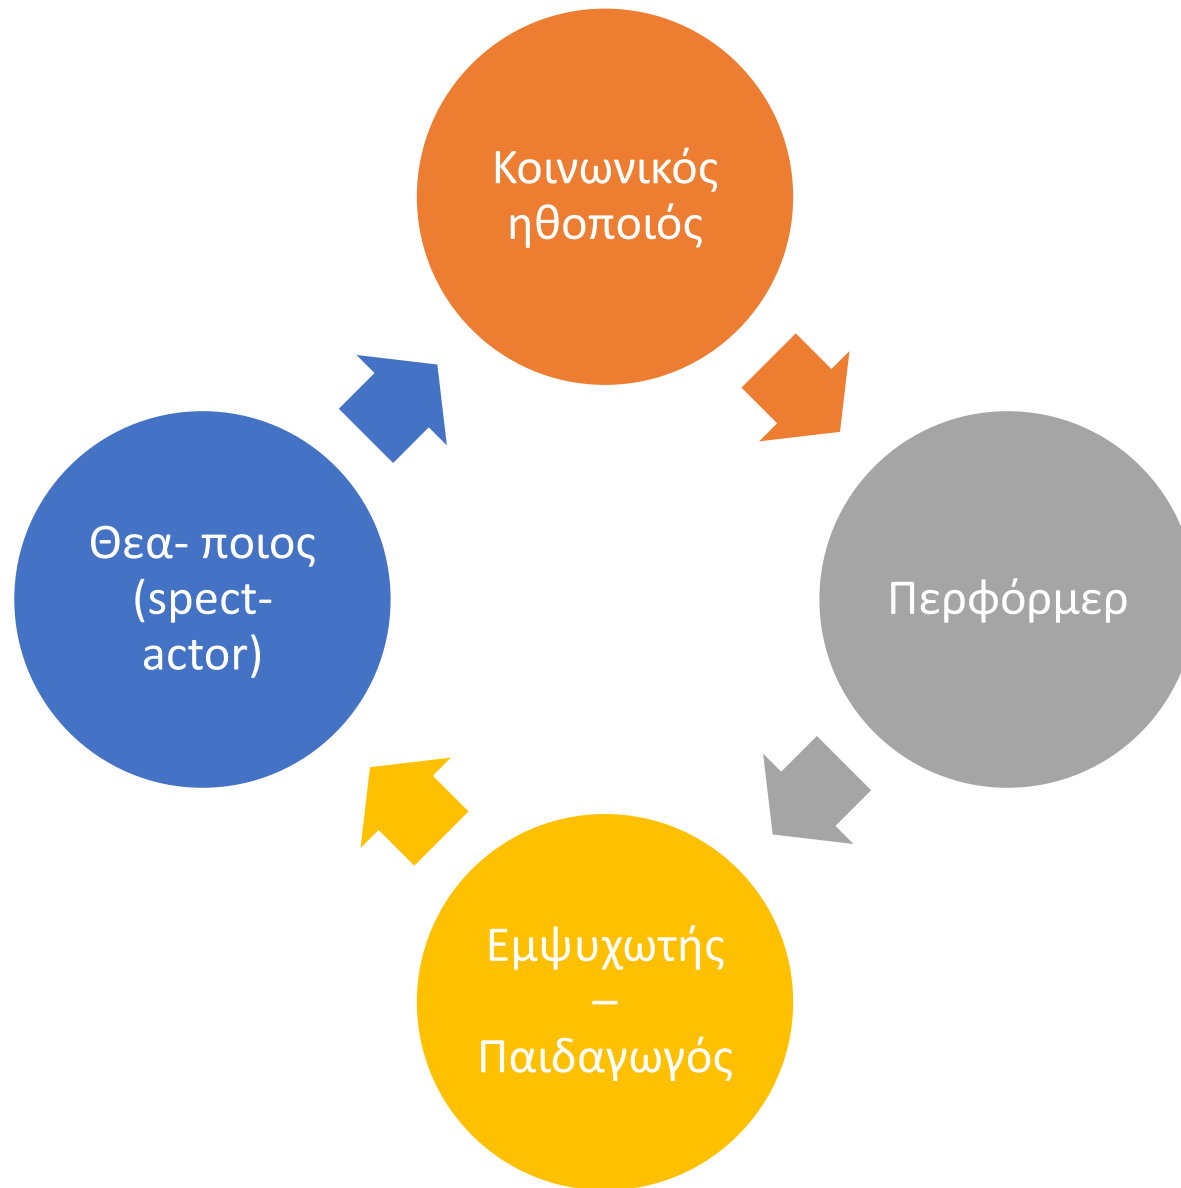 Κοινωνικός
ηθοποιός
Περφόρμερ
Εμψυχωτής
–
Παιδαγωγός
Θεα- ποιος
(spect-
actor)